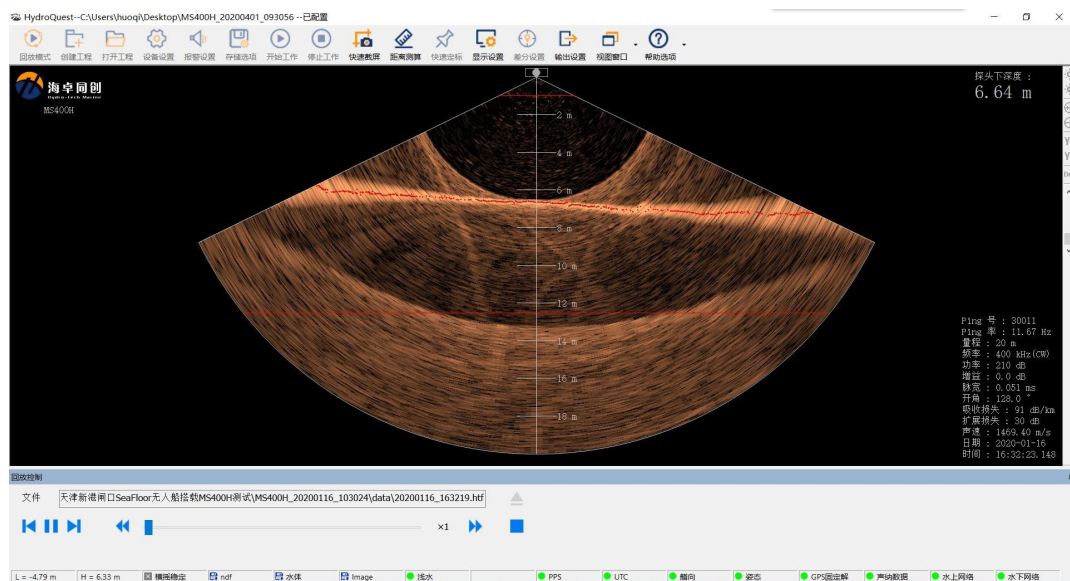 HydroQuest--C:\Users\huoqi\Desktop\MS400H_20200401_093056 --已配置
回放模式 创建工程 打开工程 设备设置 报警设置 存储选项 开始工作 停止工作 快速截屏 距离测算 快速定标 显示设置 差分设置 输出设置 视图窗口 帮助选项
海卓同创
Hydro-tech Marine
MS400H
探头下深度 :
6.64 m
2 m
4 m
6 m
8 m
10 m
12 m
14 m
16 m
18 m
Ping 号 : 30011
Ping 率 : 11.67 Hz
量程 : 20 m
频率 : 400 kHz(CW)
功率 : 210 dB
增益 : 0.0 dB
脉宽 : 0.051 ms
开角 : 128.0 °
吸收损失 : 91 dB/km
扩展损失 : 30 dB
声速 : 1469.40 m/s
日期 : 2020-01-16
时间 : 16:32:23.148
回放控制
文件 天津新港闸口SeaFloor无人船搭载MS400H测试\MS400H_20200116_103024\data\20200116_163219.htf
×1
L = -4.79 m H = 6.33 m 横摇稳定 ndf 水体 Image 浅水 PPS UTC 艏向 姿态 GPS固定解 声纳数据 水上网络 水下网络